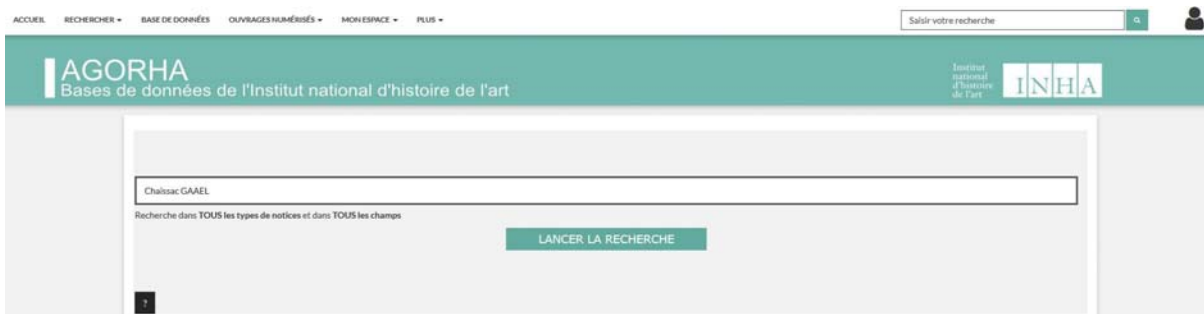 ACCUEIL RECHERCHER BASE DE DONNÉES OUVRAGES NUMÉRISÉS MON ESPACE PLUS Saisir votre recherche
AGORHA
Bases de données de l'Institut national d'histoire de l'art
Institut
national
d'histoire
de l'art
INHA
Chaissac GAAEL
Recherche dans TOUS les types de notices et dans TOUS les champs
LANCER LA RECHERCHE
?